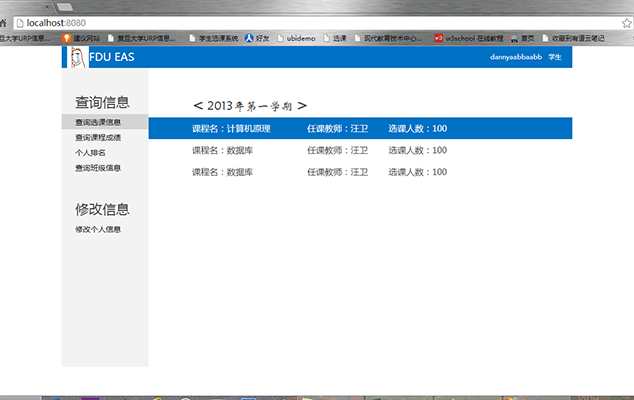 localhost:8080
旦大学URP信息...
建议网站
复旦大学URP信息...
学生选课系统
好友
ubidemo
选课
现代教育技术中心...
w3school 在线教程
首页
收藏到有道云笔记
FDU EAS
dannyaabbaabb 学生
查询信息
查询选课信息
查询课程成绩
个人排名
查询班级信息
修改信息
修改个人信息
< 2013年第一学期 >
课程名：计算机原理 任课教师：汪卫 选课人数：100
课程名：数据库 任课教师：汪卫 选课人数：100
课程名：数据库 任课教师：汪卫 选课人数：100